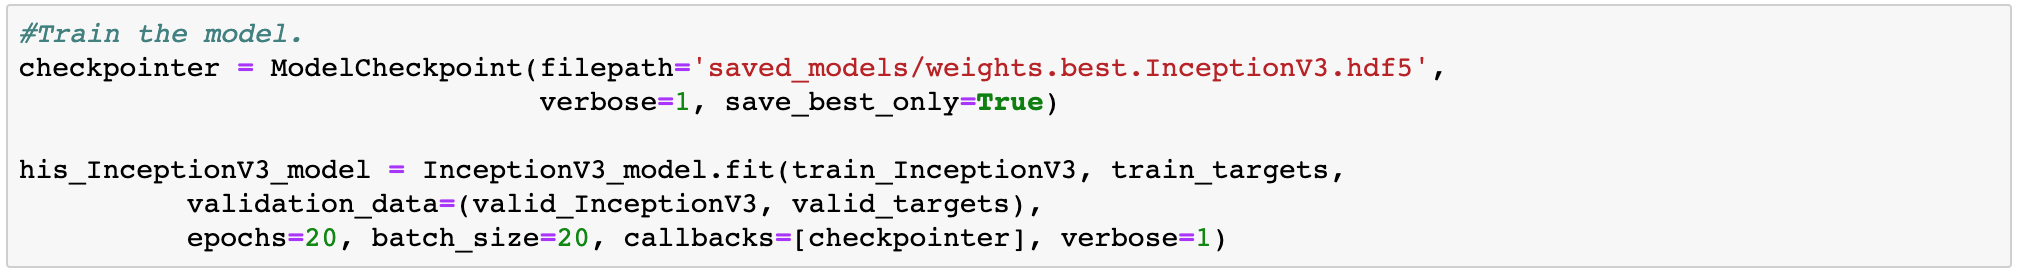 #Train the model.
checkpointer = ModelCheckpoint(filepath='saved_models/weights.best.InceptionV3.hdf5',
                               verbose=1, save_best_only=True)

his_InceptionV3_model = InceptionV3_model.fit(train_InceptionV3, train_targets,
          validation_data=(valid_InceptionV3, valid_targets),
          epochs=20, batch_size=20, callbacks=[checkpointer], verbose=1)